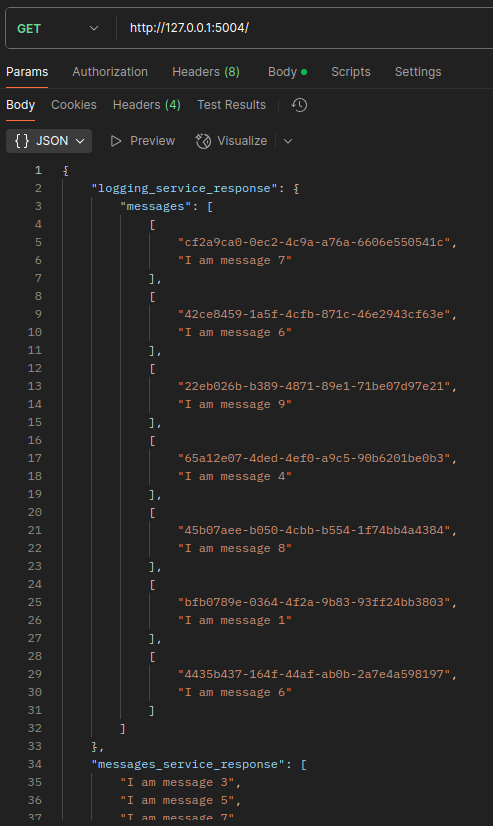 GET http://127.0.0.1:5004/
Params Authorization Headers (8) Body Scripts Settings
Body Cookies Headers (4) Test Results
{} JSON Preview Visualize
1 {
2 "logging_service_response": {
3 "messages": [
4 [
5 "cf2a9ca0-0ec2-4c9a-a76a-6606e550541c",
6 "I am message 7"
7 ],
8 [
9 "42ce8459-1a5f-4cfb-871c-46e2943cf63e",
10 "I am message 6"
11 ],
12 [
13 "22eb026b-b389-4871-89e1-71be07d97e21",
14 "I am message 9"
15 ],
16 [
17 "65a12e07-4ded-4ef0-a9c5-90b6201be0b3",
18 "I am message 4"
19 ],
20 [
21 "45b07aee-b050-4cbb-b554-1f74bb4a4384",
22 "I am message 8"
23 ],
24 [
25 "bfb0789e-0364-4f2a-9b83-93ff24bb3803",
26 "I am message 1"
27 ],
28 [
29 "4435b437-164f-44af-ab0b-2a7e4a598197",
30 "I am message 6"
31 ]
32 ]
33 },
34 "messages_service_response": [
35 "I am message 3",
36 "I am message 5",
37 "I am message 7"